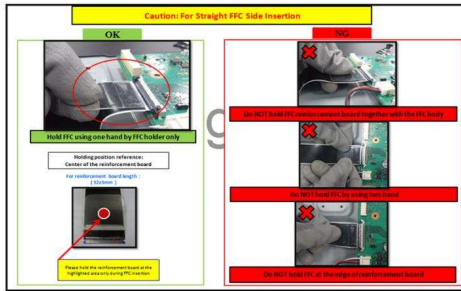 Caution: For Straight FFC Side Insertion
OK
NG
Hold FFC using one hand by FFC holder only
Holding position reference:
Center of the reinforcement board
For reinforcement board length :
Please hold the reinforcement board at the
highlighted area only during FFC insertion
Do NOT hold FFC reinforcement board together with the FFC body
Do NOT hold FFC by using two hand
Do NOT hold FFC at the edge of reinforcement board